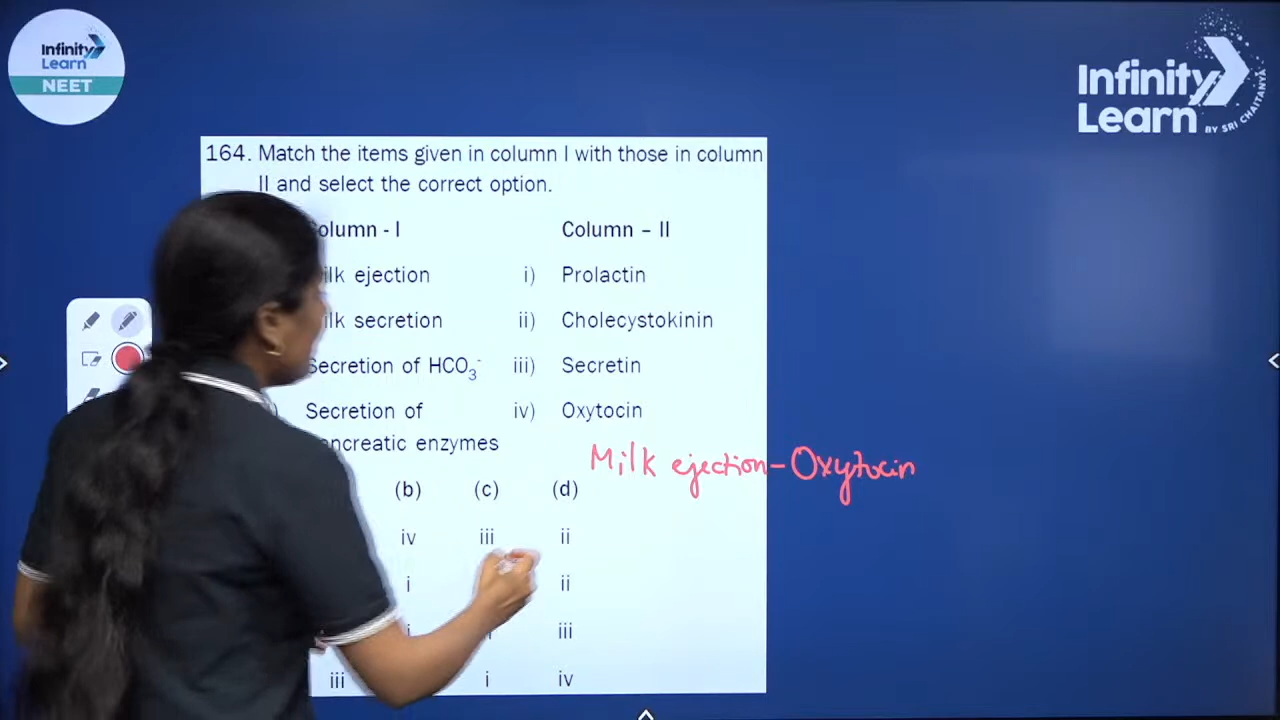 Infinity
Learn
NEET
Infinity
Learn
BY SRI CHAITANYA
164. Match the items given in column I with those in column
II and select the correct option.
Column - I Column – II
ilk ejection i) Prolactin
ilk secretion ii) Cholecystokinin
Secretion of HCO3- iii) Secretin
Secretion of iv) Oxytocin
ancreatic enzymes
Milk ejection - Oxytocin
(b) (c) (d)
iv iii ii
i ii
iii
iii i iv